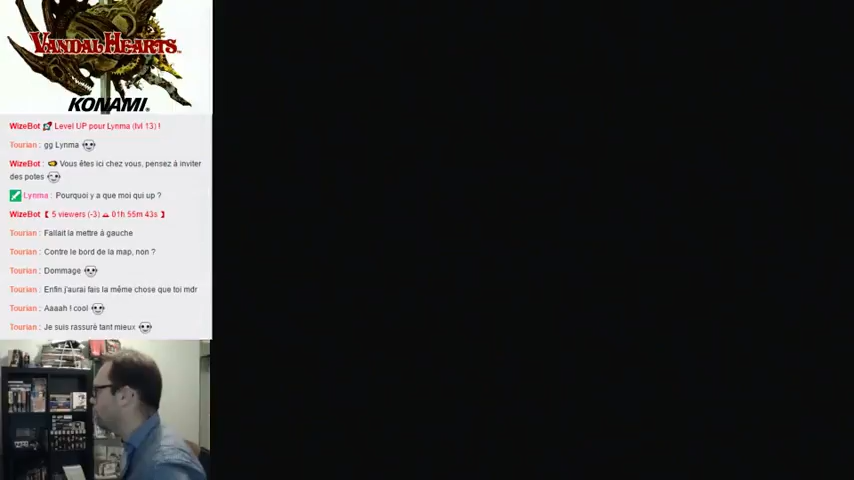 VANDAL HEARTS
KONAMI
WizeBot Level UP pour Lynma (lvl 13) !
Tourian : gg Lynma
WizeBot : Vous êtes ici chez vous, pensez à inviter
des potes
Lynma : Pourquoi y a que moi qui up ?
WizeBot 【 5 viewers (-3) 01h 55m 43s 】
Tourian : Fallait la mettre à gauche
Tourian : Contre le bord de la map, non ?
Tourian : Dommage
Tourian : Enfin j'aurai fais la même chose que toi mdr
Tourian : Aaaah ! cool
Tourian : Je suis rassuré tant mieux